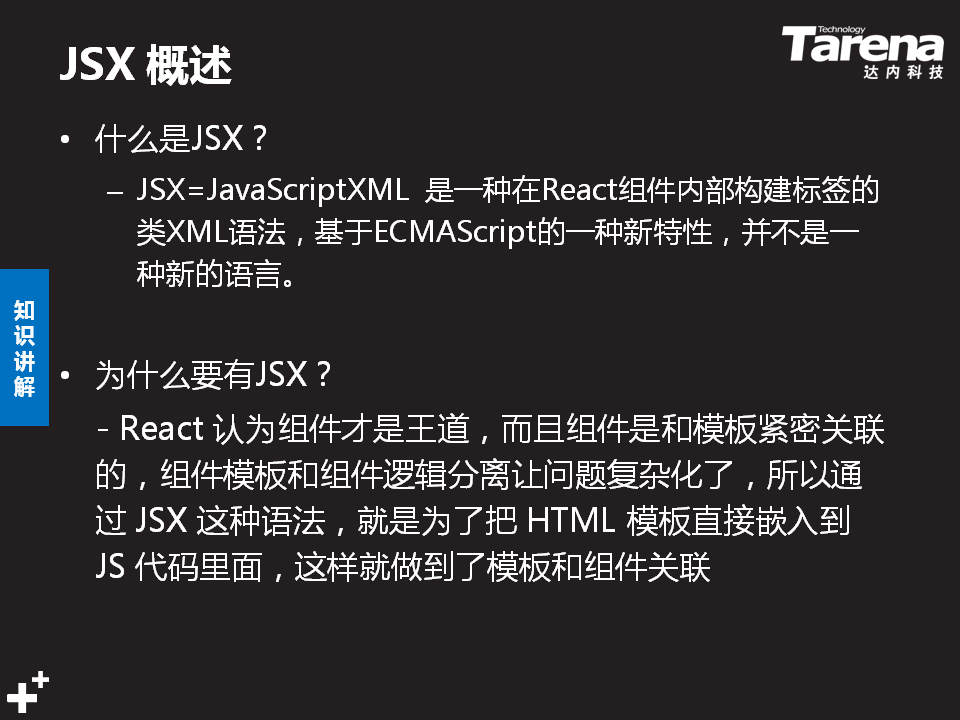 JSX 概述
Technology
Tarena
达内科技
• 什么是JSX？
– JSX=JavaScriptXML 是一种在React组件内部构建标签的
类XML语法，基于ECMAScript的一种新特性，并不是一
种新的语言。
知识讲解
• 为什么要有JSX？
- React 认为组件才是王道，而且组件是和模板紧密关联
的，组件模板和组件逻辑分离让问题复杂化了，所以通
过 JSX 这种语法，就是为了把 HTML 模板直接嵌入到
JS 代码里面，这样就做到了模板和组件关联